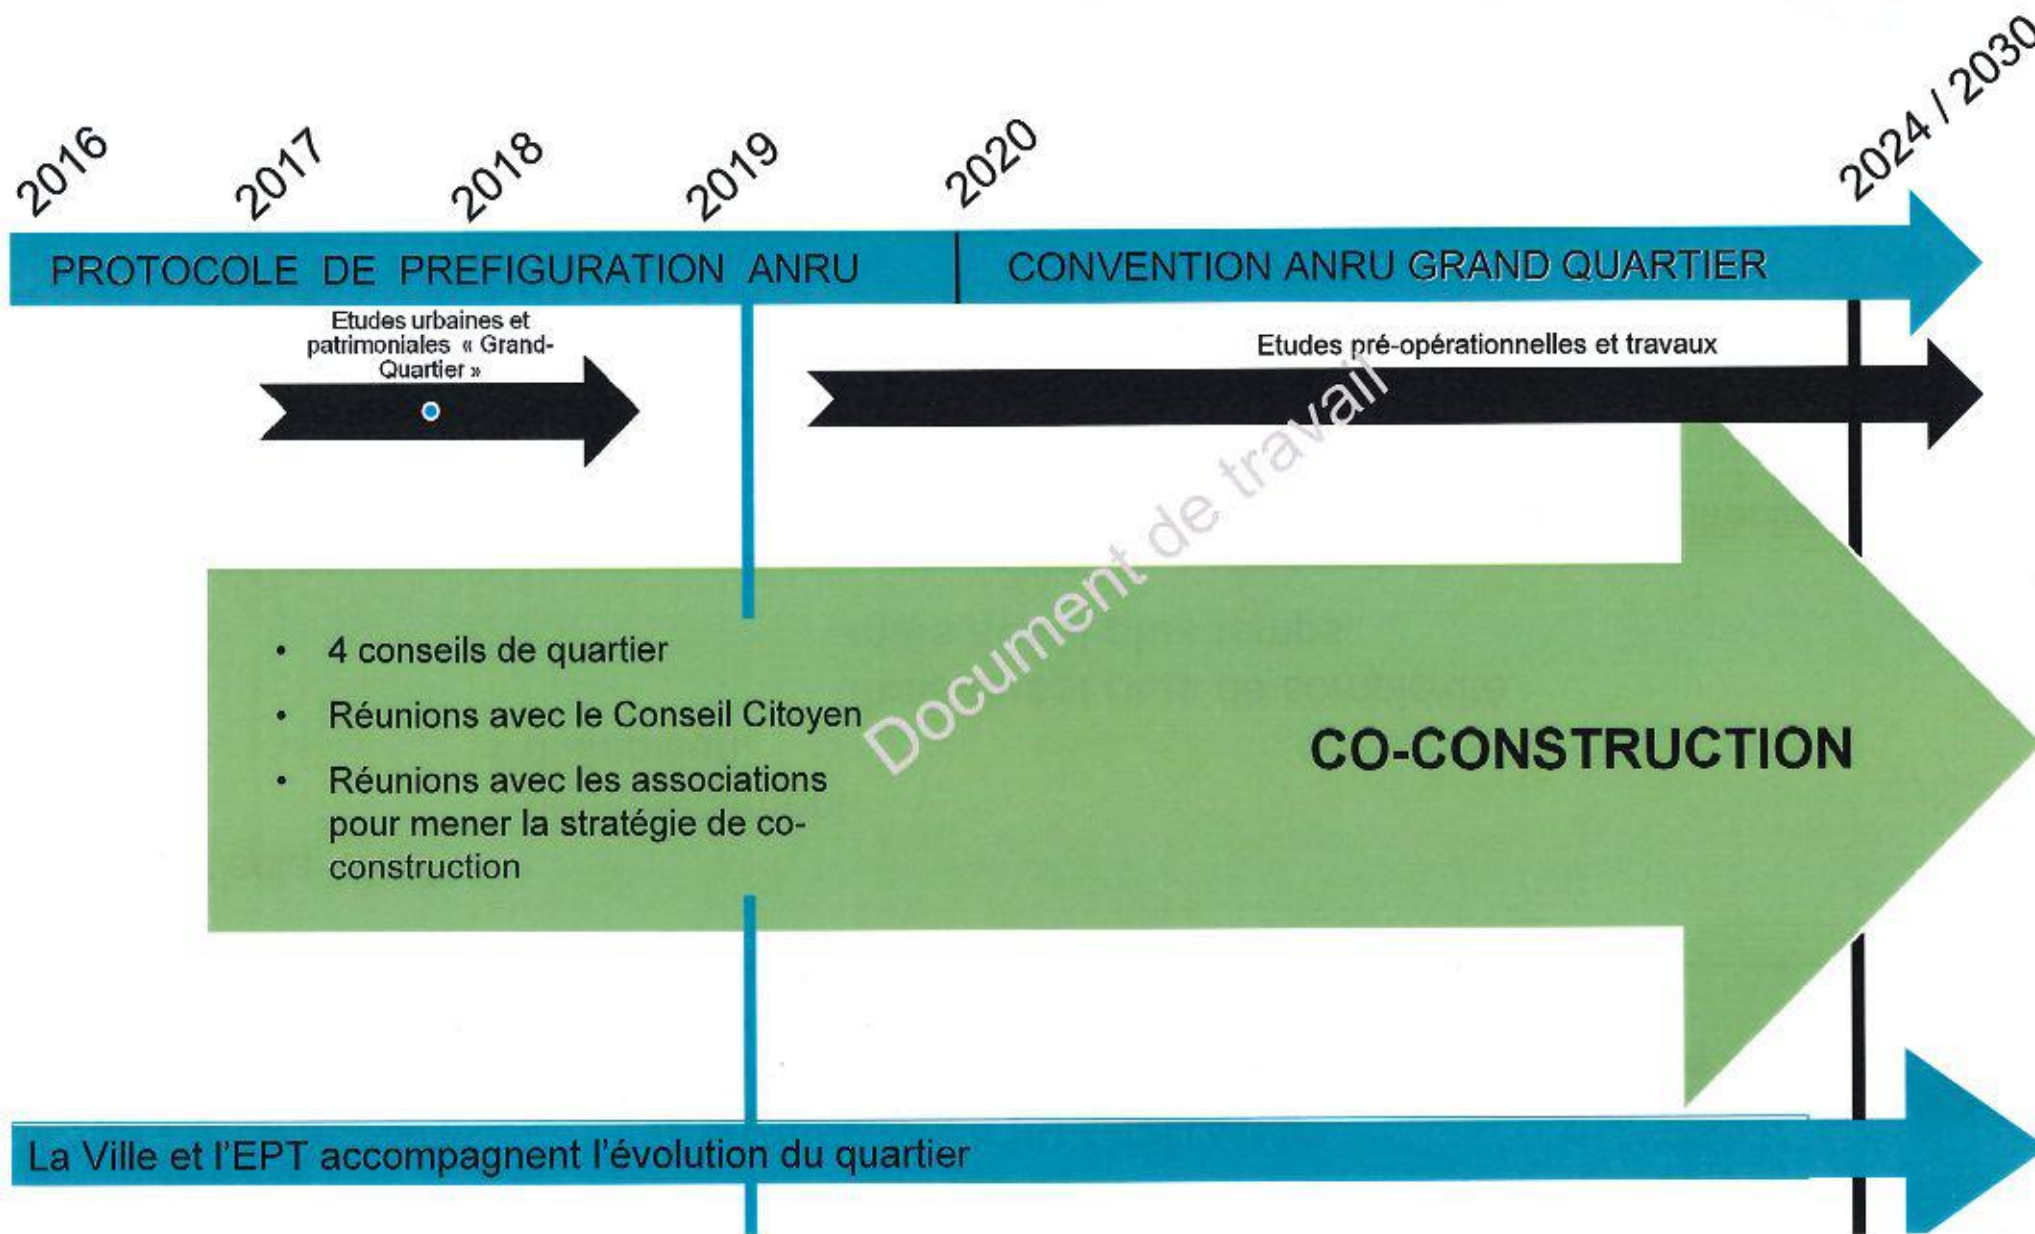 2016
2017
2018
2019
2020
2024 / 2030
PROTOCOLE DE PREFIGURATION ANRU
CONVENTION ANRU GRAND QUARTIER
Etudes urbaines et
patrimoniales « Grand-
Quartier »
Etudes pré-opérationnelles et travaux
Document de travail
• 4 conseils de quartier
• Réunions avec le Conseil Citoyen
• Réunions avec les associations
pour mener la stratégie de co-
construction
CO-CONSTRUCTION
La Ville et l'EPT accompagnent l'évolution du quartier